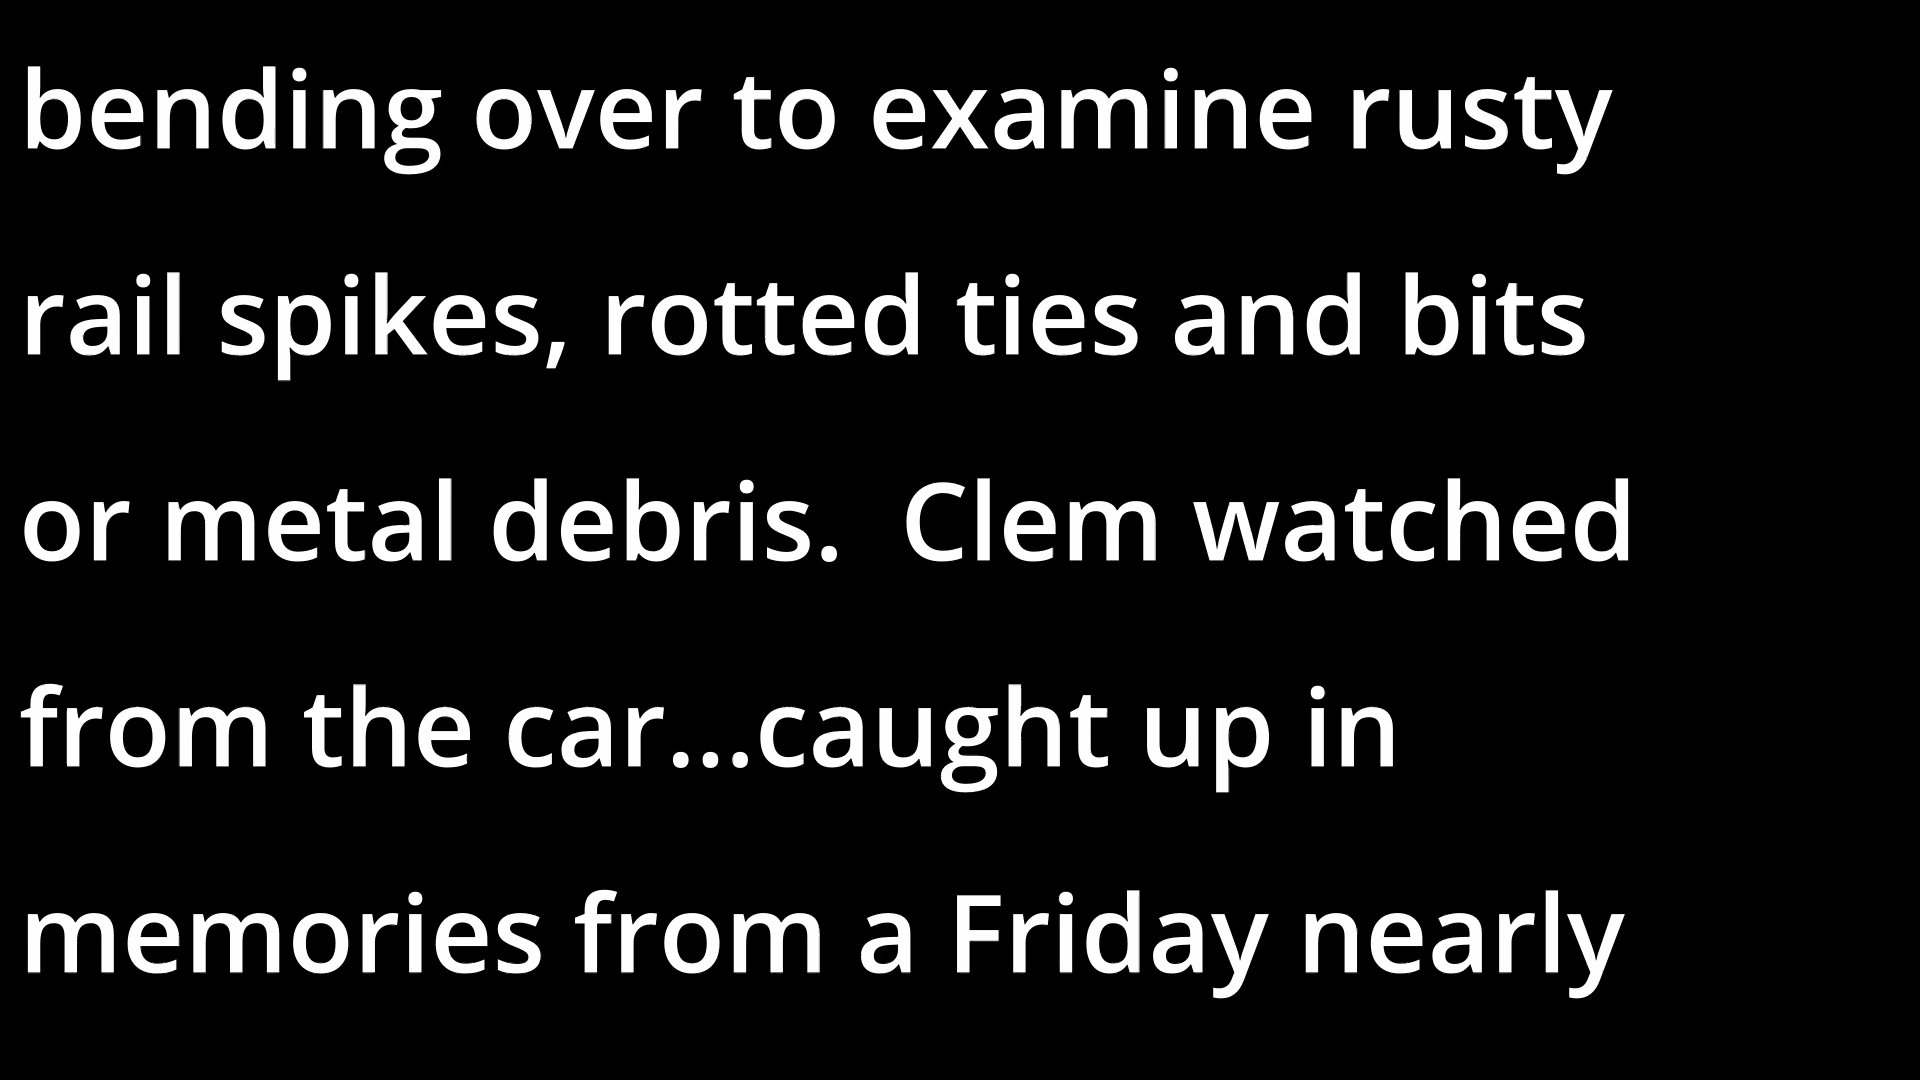 bending over to examine rusty
rail spikes, rotted ties and bits
or metal debris.  Clem watched
from the car...caught up in
memories from a Friday nearly